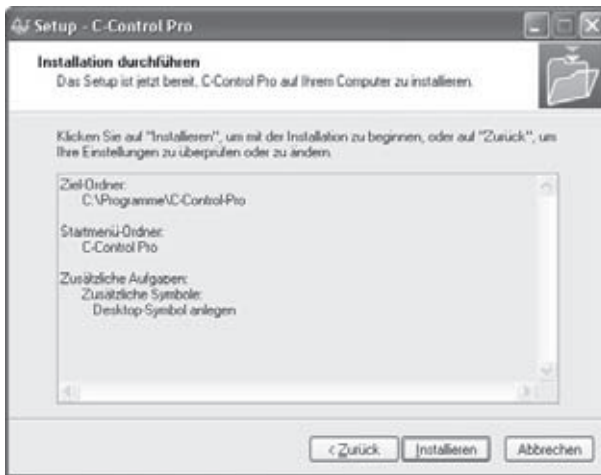 Setup - C-Control Pro
Installation durchführen
Das Setup ist jetzt bereit, C-Control Pro auf Ihrem Computer zu installieren.
Klicken Sie auf "Installieren", um mit der Installation zu beginnen, oder auf "Zurück", um
Ihre Einstellungen zu überprüfen oder zu ändern.
Ziel-Ordner:
C:\Programme\C-Control-Pro
Startmenü-Ordner:
C-Control Pro
Zusätzliche Aufgaben:
Zusätzliche Symbole:
Desktop-Symbol anlegen
< Zurück Installieren Abbrechen